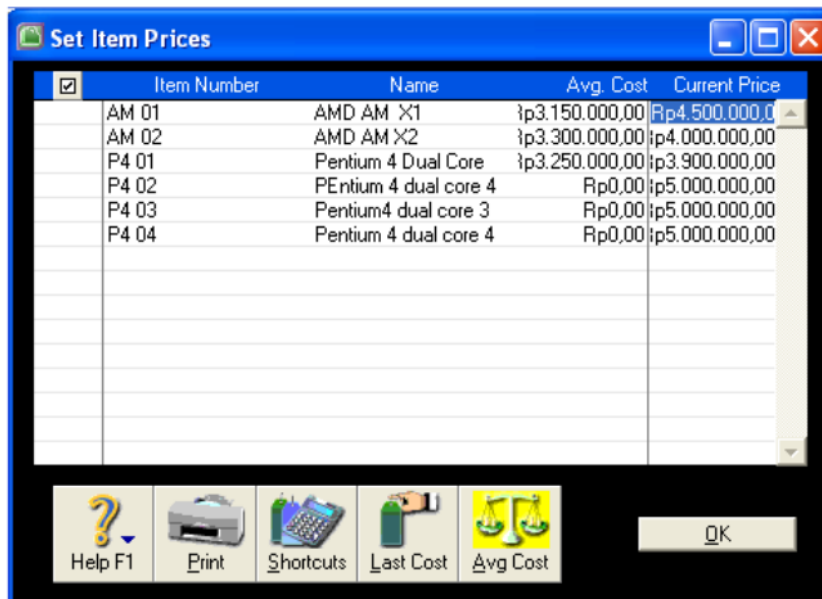 Set Item Prices
Item Number Name Avg. Cost Current Price
AM 01 AMD AM X1 Rp3.150.000,00 Rp4.500.000,0
AM 02 AMD AM X2 Rp3.300.000,00 Rp4.000.000,00
P4 01 Pentium 4 Dual Core Rp3.250.000,00 Rp3.900.000,00
P4 02 PEntium 4 dual core 4 Rp0,00 Rp5.000.000,00
P4 03 Pentium4 dual core 3 Rp0,00 Rp5.000.000,00
P4 04 Pentium 4 dual core 4 Rp0,00 Rp5.000.000,00
Help F1 Print Shortcuts Last Cost Avg Cost OK